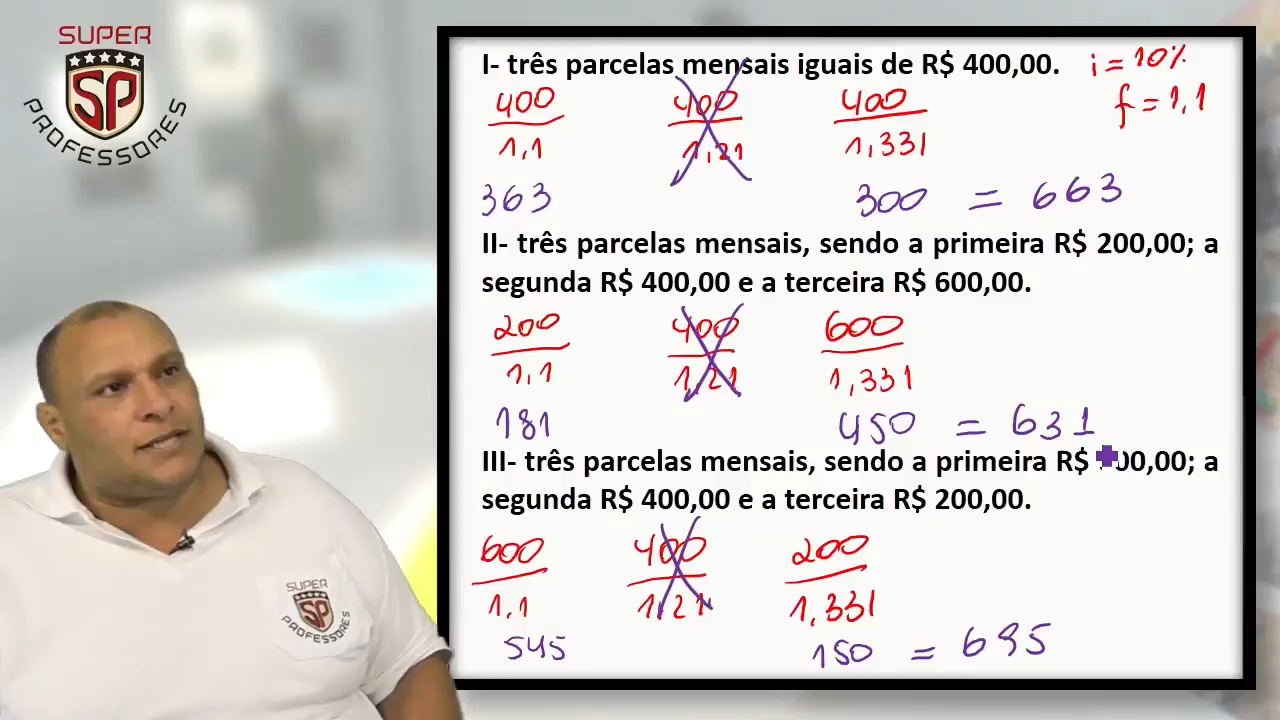 SUPER
SP
PROFESSORES
I- três parcelas mensais iguais de R$ 400,00.
i = 10%
f = 1,1
400 400 400
1,1 1,21 1,331
363 300 = 663
II- três parcelas mensais, sendo a primeira R$ 200,00; a
segunda R$ 400,00 e a terceira R$ 600,00.
200 400 600
1,1 1,21 1,331
181 450 = 631
III- três parcelas mensais, sendo a primeira R$ 00,00; a
segunda R$ 400,00 e a terceira R$ 200,00.
600 400 200
1,1 1,21 1,331
545 150 = 695
SUPER
SP
PROFESSORES